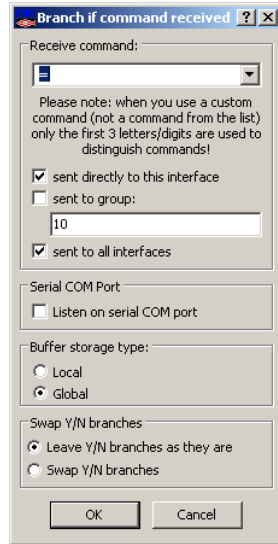 Branch if command received
Receive command:
=
Please note: when you use a custom
command (not a command from the list)
only the first 3 letters/digits are used to
distinguish commands!
sent directly to this interface
sent to group:
10
sent to all interfaces
Serial COM Port
Listen on serial COM port
Buffer storage type:
Local
Global
Swap Y/N branches
Leave Y/N branches as they are
Swap Y/N branches
OK Cancel